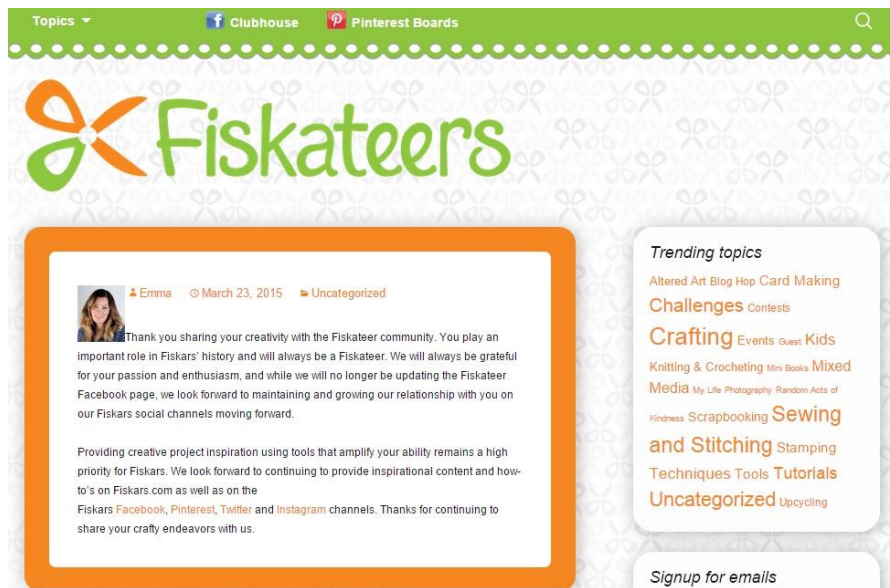 Topics
Clubhouse
Pinterest Boards
Fiskateers
Emma March 23, 2015 Uncategorized
Thank you sharing your creativity with the Fiskateer community. You play an
important role in Fiskars' history and will always be a Fiskateer. We will always be grateful
for your passion and enthusiasm, and while we will no longer be updating the Fiskateer
Facebook page, we look forward to maintaining and growing our relationship with you on
our Fiskars social channels moving forward.
Providing creative project inspiration using tools that amplify your ability remains a high
priority for Fiskars. We look forward to continuing to provide inspirational content and how-
to's on Fiskars.com as well as on the
Fiskars Facebook, Pinterest, Twitter and Instagram channels. Thanks for continuing to
share your crafty endeavors with us.
Trending topics
Altered Art Blog Hop Card Making
Challenges Contests
Crafting Events Guest Kids
Knitting & Crocheting Mini Books Mixed
Media My Life Photography Random Acts of
Kindness Scrapbooking Sewing
and Stitching Stamping
Techniques Tools Tutorials
Uncategorized Upcycling
Signup for emails